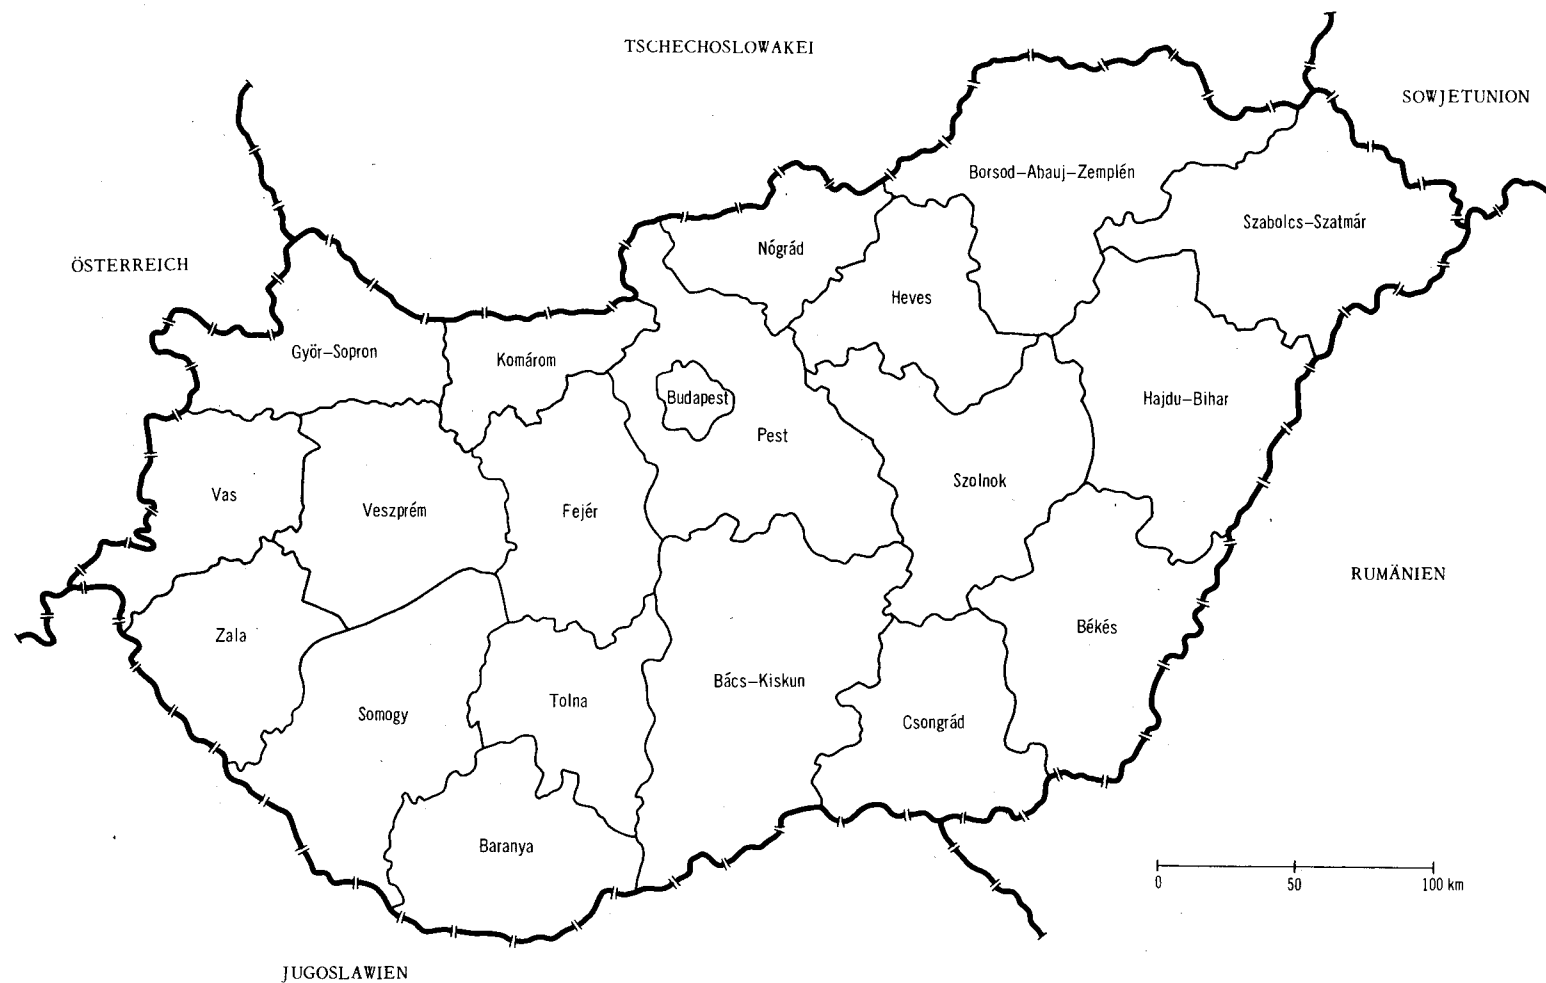 TSCHECHOSLOWAKEI
SOWJETUNION
Borsod–Abauj–Zemplén
Szabolcs–Szatmár
Nógrád
ÖSTERREICH
Heves
Györ–Sopron
Komárom
Budapest
Hajdu–Bihar
Pest
Szolnok
Vas
Veszprém
Fejér
RUMÄNIEN
Békés
Zala
Bács–Kiskun
Tolna
Somogy
Csongrád
Baranya
0 50 100 km
JUGOSLAWIEN